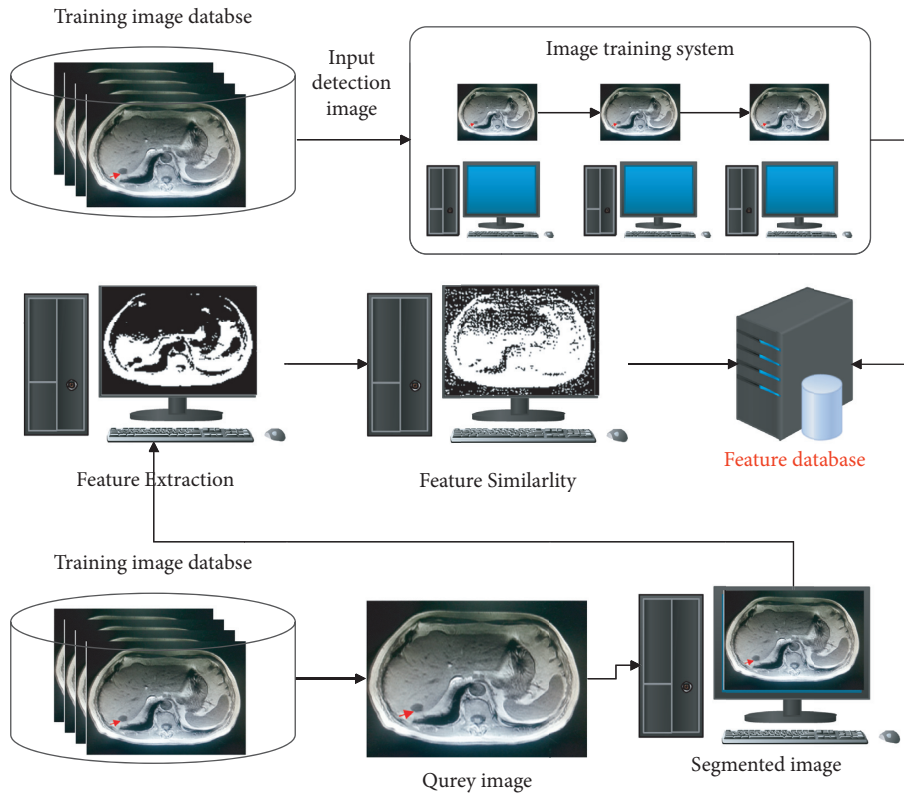 Training image databse
Input
detection
image
Image training system
Feature Extraction
Feature Similarlity
Feature database
Training image databse
Qurey image
Segmented image